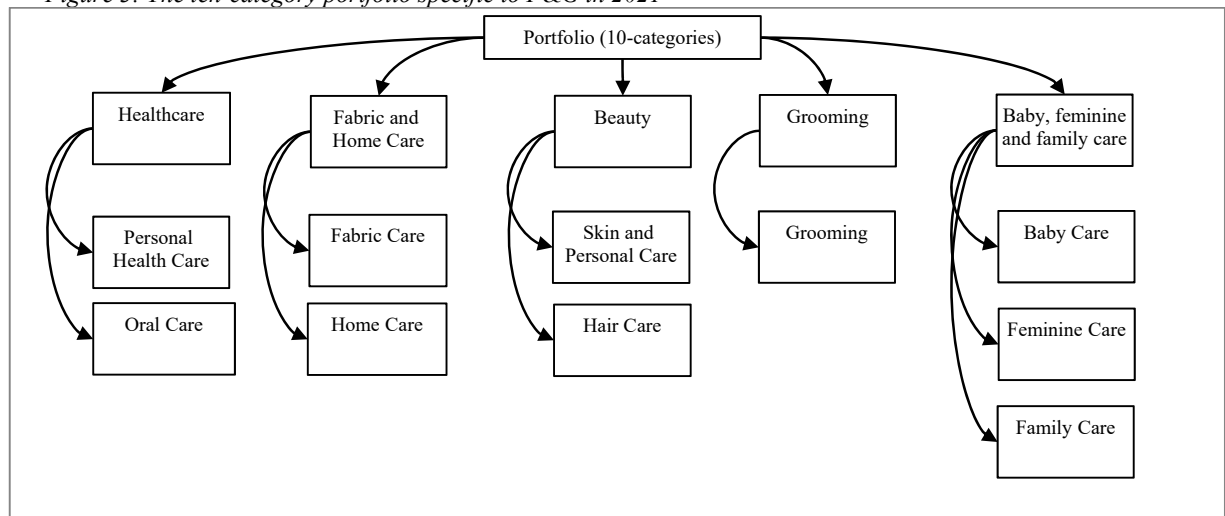 Figure 3. The ten-category portfolio specific to P&G in 2021
Portfolio (10-categories)
Healthcare
Fabric and
Home Care
Beauty
Grooming
Baby, feminine
and family care
Personal
Health Care
Fabric Care
Skin and
Personal Care
Grooming
Baby Care
Oral Care
Home Care
Hair Care
Feminine Care
Family Care